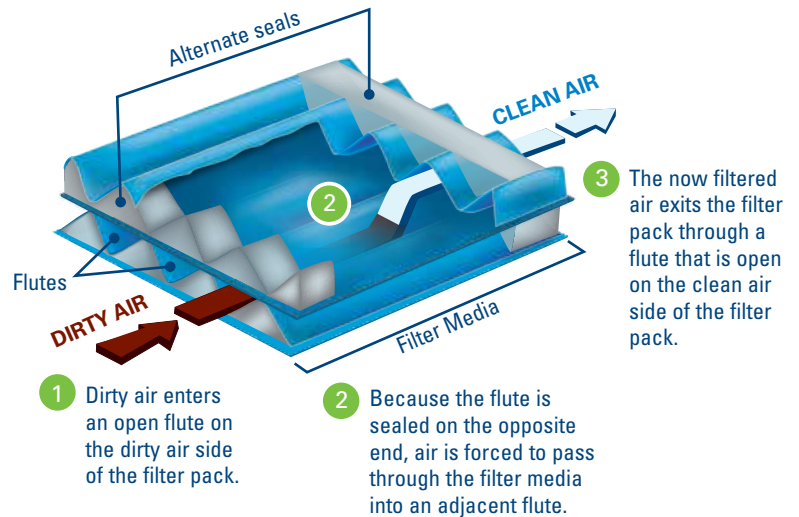 Alternate seals
CLEAN AIR
2
Flutes
DIRTY AIR
Filter Media
1
Dirty air enters
an open flute on
the dirty air side
of the filter pack.
2
Because the flute is
sealed on the opposite
end, air is forced to pass
through the filter media
into an adjacent flute.
3
The now filtered
air exits the filter
pack through a
flute that is open
on the clean air
side of the filter
pack.